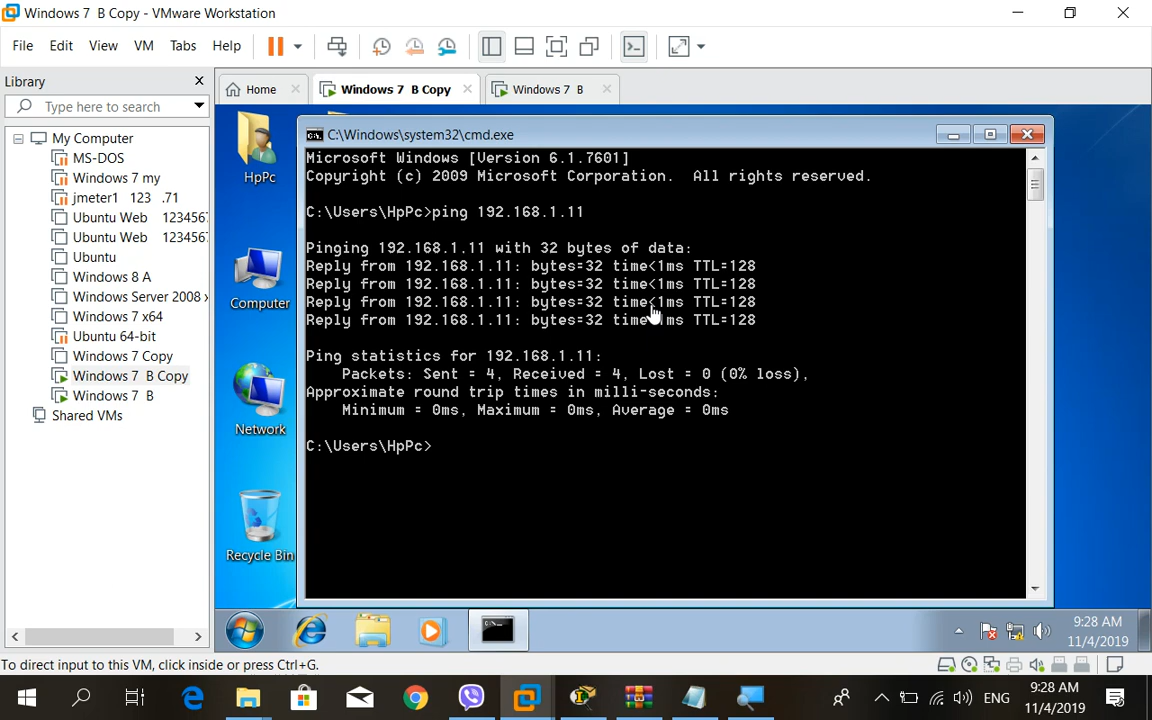 Windows 7  B Copy - VMware Workstation
File Edit View VM Tabs Help
Library
Type here to search
My Computer
MS-DOS
Windows 7 my
jmeter1   123   .71
Ubuntu Web   123456
Ubuntu Web   123456
Ubuntu
Windows 8 A
Windows Server 2008
Windows 7 x64
Ubuntu 64-bit
Windows 7 Copy
Windows 7  B Copy
Windows 7  B
Shared VMs
Home
Windows 7  B Copy
Windows 7  B
HpPc
Computer
Network
Recycle Bin
C:\Windows\system32\cmd.exe
Microsoft Windows [Version 6.1.7601]
Copyright (c) 2009 Microsoft Corporation.  All rights reserved.
C:\Users\HpPc>ping 192.168.1.11
Pinging 192.168.1.11 with 32 bytes of data:
Reply from 192.168.1.11: bytes=32 time<1ms TTL=128
Reply from 192.168.1.11: bytes=32 time<1ms TTL=128
Reply from 192.168.1.11: bytes=32 time<1ms TTL=128
Reply from 192.168.1.11: bytes=32 time<1ms TTL=128
Ping statistics for 192.168.1.11:
Packets: Sent = 4, Received = 4, Lost = 0 (0% loss),
Approximate round trip times in milli-seconds:
Minimum = 0ms, Maximum = 0ms, Average = 0ms
C:\Users\HpPc>
9:28 AM
11/4/2019
To direct input to this VM, click inside or press Ctrl+G.
ENG
9:28 AM
11/4/2019